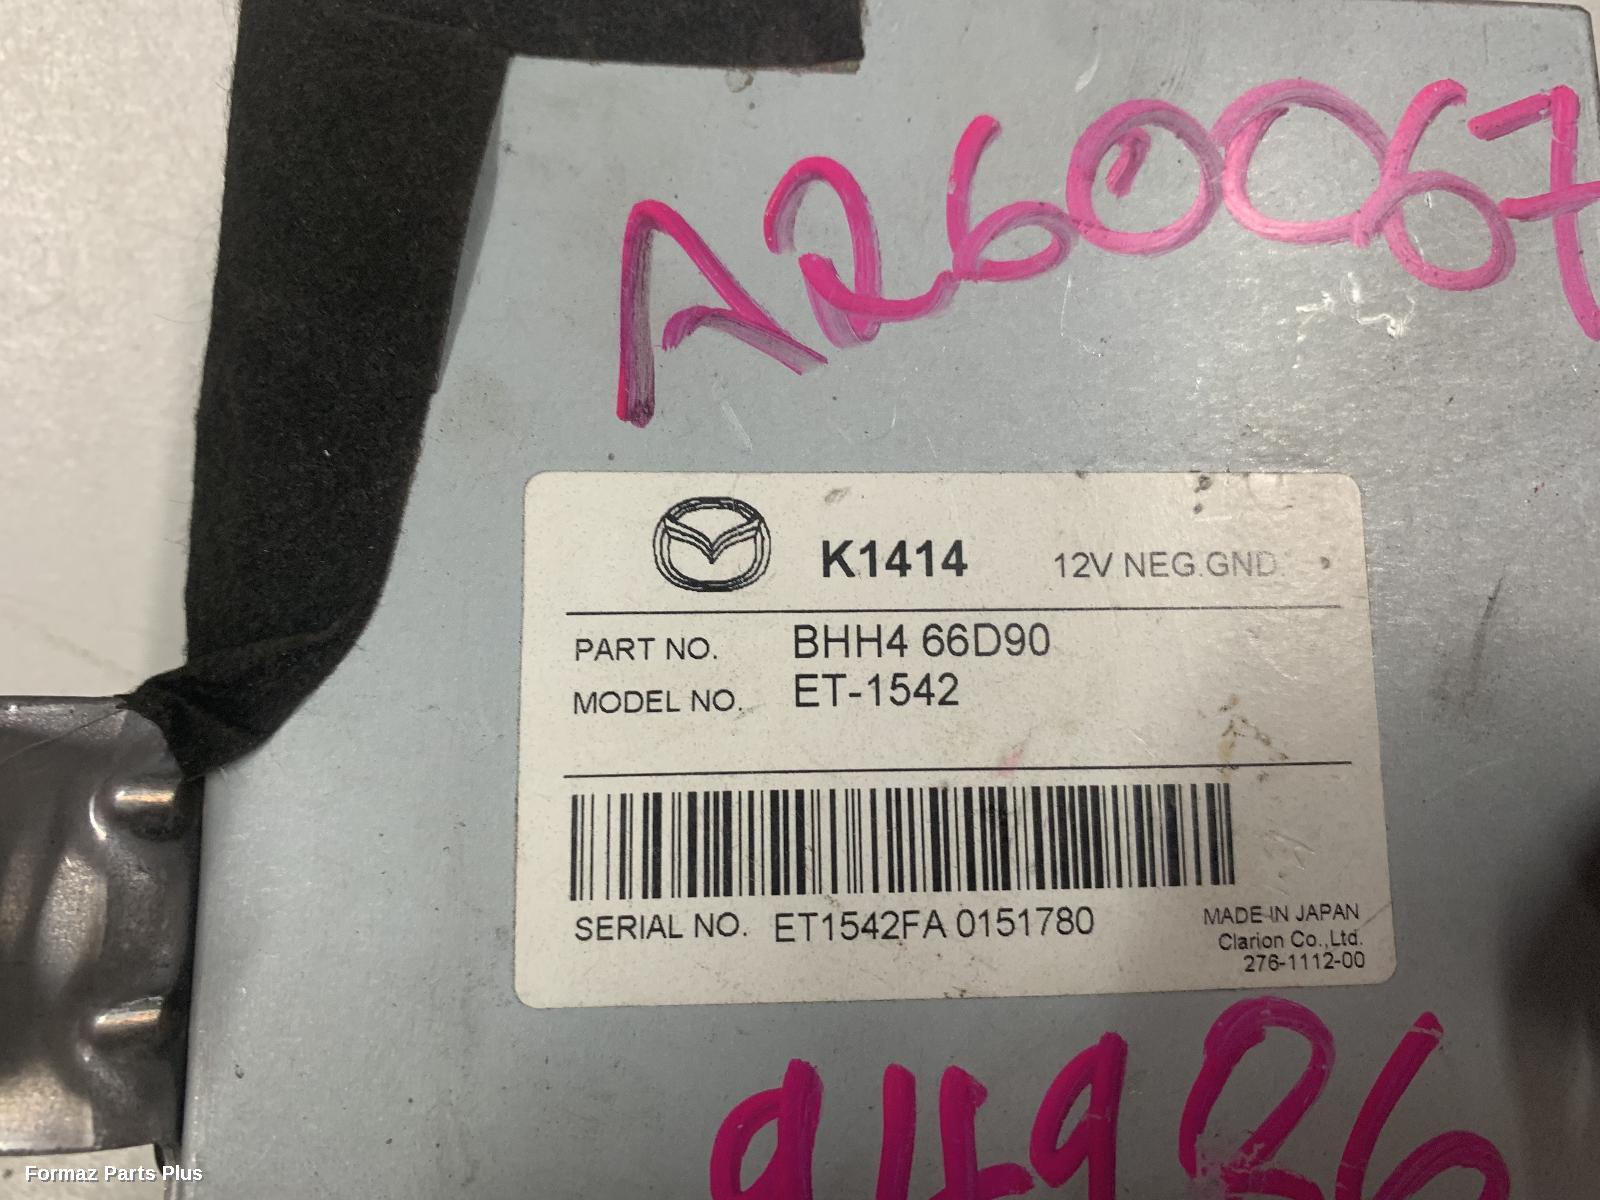 A260067
K1414 12V NEG.GND
PART NO. BHH4 66D90
MODEL NO. ET-1542
SERIAL NO. ET1542FA 0151780
MADE IN JAPAN
Clarion Co.,Ltd.
276-1112-00
Formaz Parts Plus